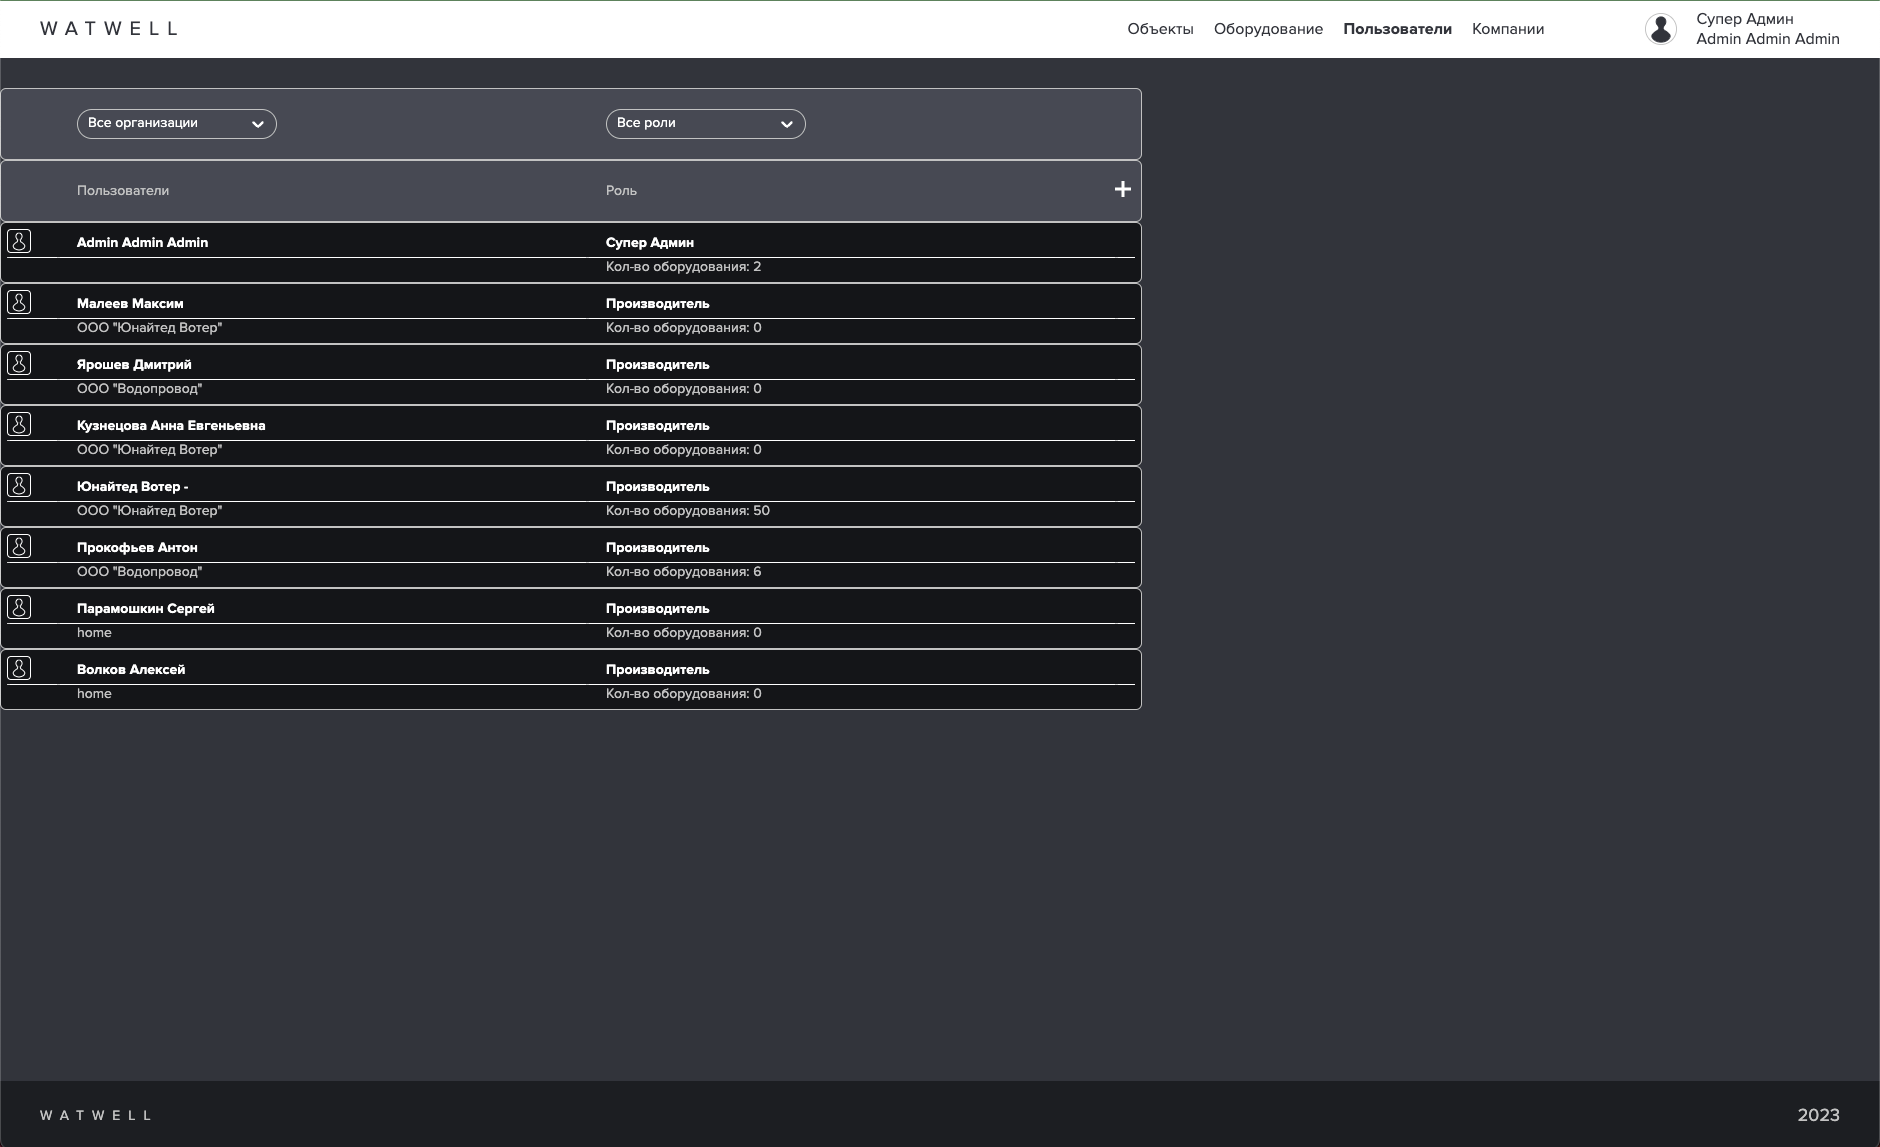 WATWELL
Объекты Оборудование Пользователи Компании
Супер Админ
Admin Admin Admin
Все организации Все роли
Пользователи Роль
Admin Admin Admin Супер Админ
Кол-во оборудования: 2
Малеев Максим Производитель
ООО "Юнайтед Вотер" Кол-во оборудования: 0
Ярошев Дмитрий Производитель
ООО "Водопровод" Кол-во оборудования: 0
Кузнецова Анна Евгеньевна Производитель
ООО "Юнайтед Вотер" Кол-во оборудования: 0
Юнайтед Вотер - Производитель
ООО "Юнайтед Вотер" Кол-во оборудования: 50
Прокофьев Антон Производитель
ООО "Водопровод" Кол-во оборудования: 6
Парамошкин Сергей Производитель
home Кол-во оборудования: 0
Волков Алексей Производитель
home Кол-во оборудования: 0
WATWELL 2023